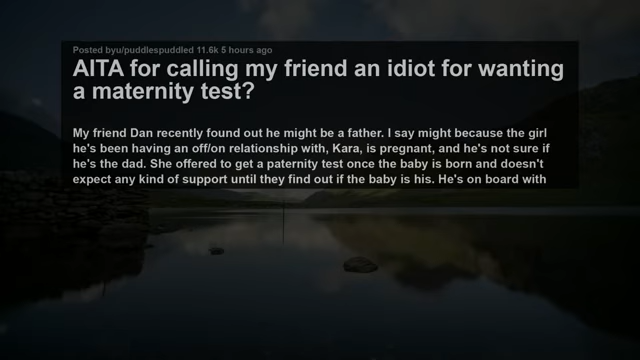 Posted byu/puddlespuddled 11.6k 5 hours ago
AITA for calling my friend an idiot for wanting
a maternity test?
My friend Dan recently found out he might be a father. I say might because the girl
he's been having an off/on relationship with, Kara, is pregnant, and he's not sure if
he's the dad. She offered to get a paternity test once the baby is born and doesn't
expect any kind of support until they find out if the baby is his. He's on board with